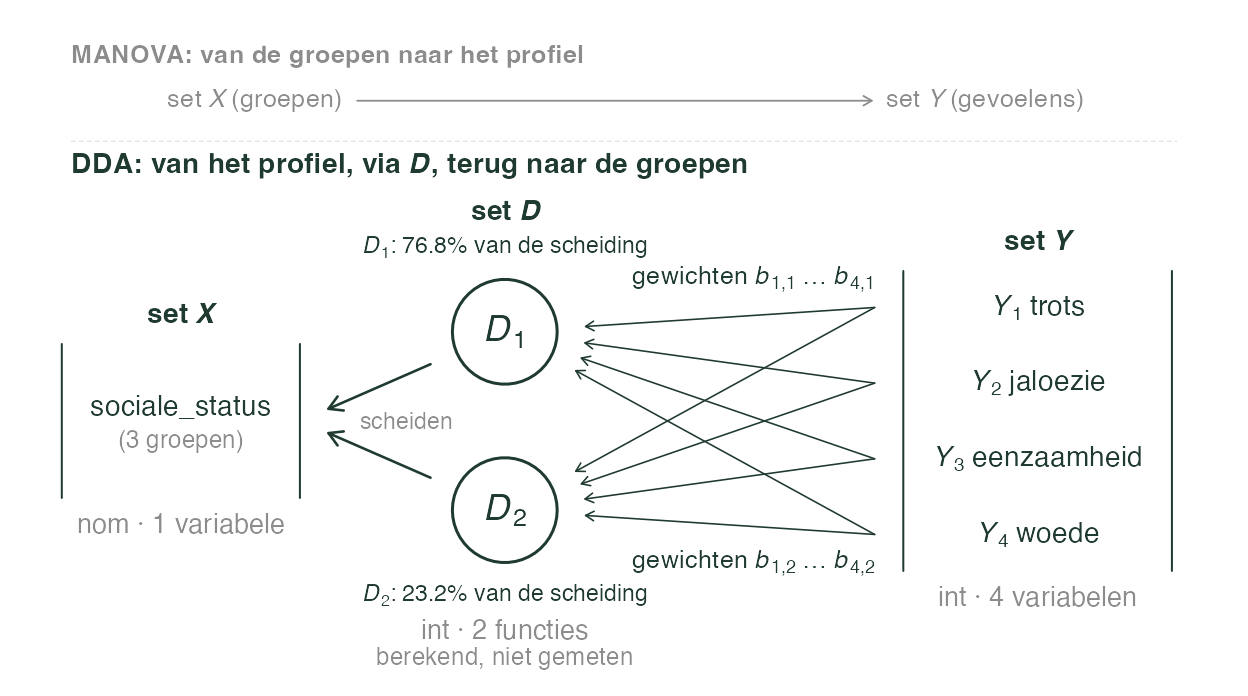 MANOVA: van de groepen naar het profiel
set X (groepen)
set Y (gevoelens)
DDA: van het profiel, via D, terug naar de groepen
set D
D1: 76.8% van de scheiding
set Y
gewichten b1,1 … b4,1
set X
D1
Y1 trots
Y2 jaloezie
sociale_status
(3 groepen)
scheiden
Y3 eenzaamheid
D2
nom · 1 variabele
Y4 woede
gewichten b1,2 … b4,2
D2: 23.2% van de scheiding
int · 4 variabelen
int · 2 functies
berekend, niet gemeten